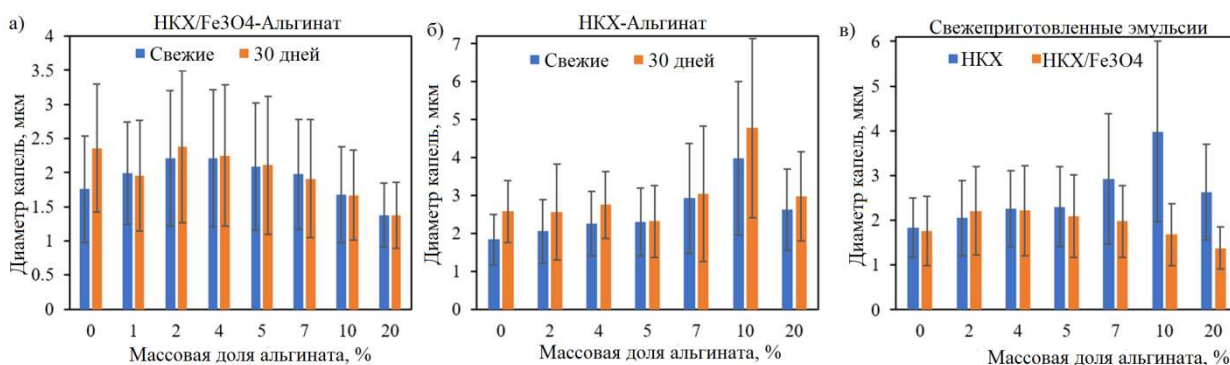 а)
НКХ/Fe3O4-Альгинат
Свежие
30 дней
4
3.5
3
2.5
2
1.5
1
0.5
0
Диаметр капель, мкм
0 1 2 4 5 7 10 20
Массовая доля альгината, %
б)
НКХ-Альгинат
Свежие
30 дней
7
6
5
4
3
2
1
0
Диаметр капель, мкм
0 2 4 5 7 10 20
Массовая доля альгината, %
в)
Свежеприготовленные эмульсии
НКХ
НКХ/Fe3O4
6
5
4
3
2
1
0
Диаметр капель, мкм
0 2 4 5 7 10 20
Массовая доля альгината, %